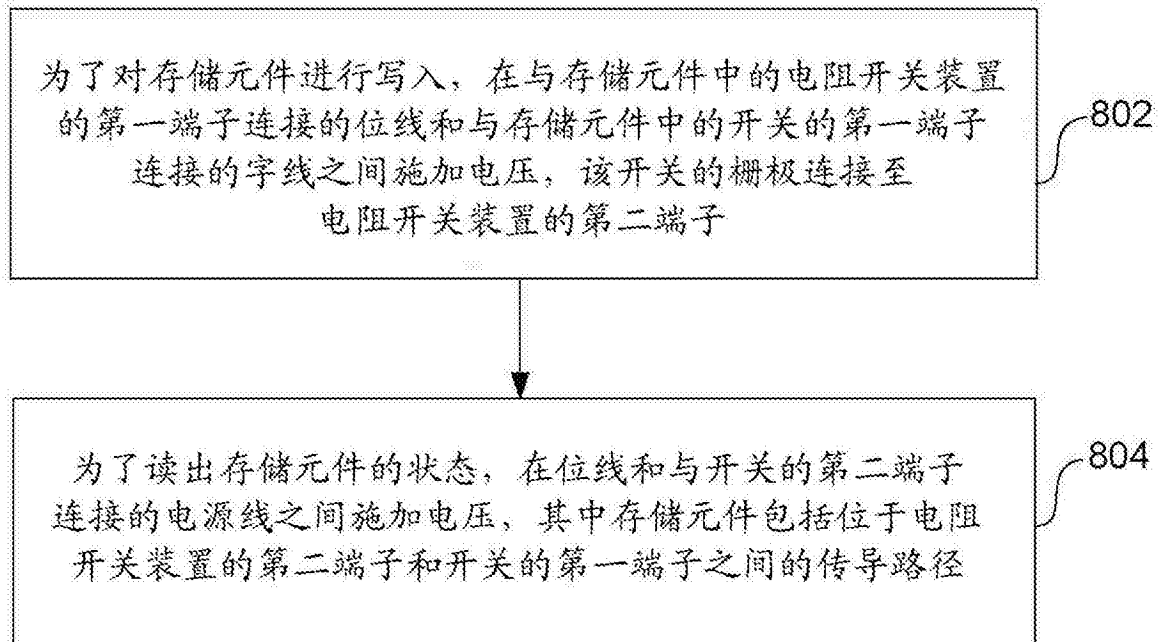 为了对存储元件进行写入，在与存储元件中的电阻开关装置
的第一端子连接的位线和与存储元件中的开关的第一端子
连接的字线之间施加电压，该开关的栅极连接至
电阻开关装置的第二端子
802
为了读出存储元件的状态，在位线和与开关的第二端子
连接的电源线之间施加电压，其中存储元件包括位于电阻
开关装置的第二端子和开关的第一端子之间的传导路径
804